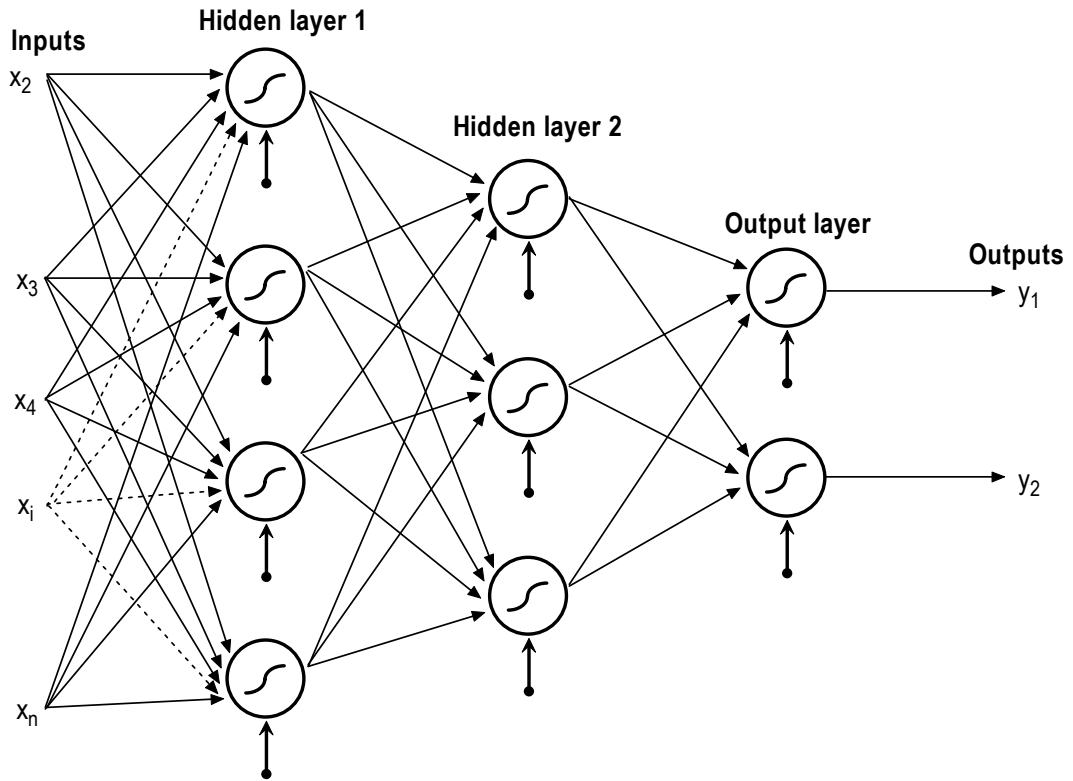 Hidden layer 1
Inputs
x2
Hidden layer 2
Output layer
Outputs
x3
y1
x4
y2
xi
xn